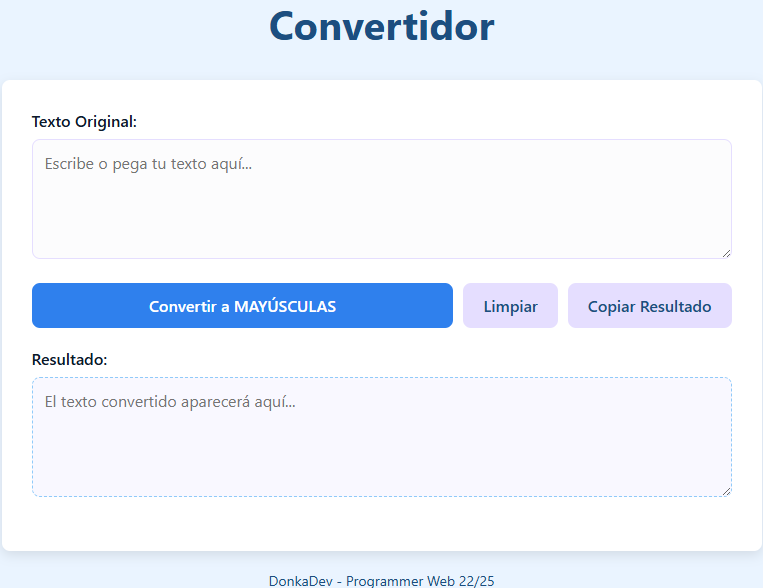 Convertidor
Texto Original:
Escribe o pega tu texto aquí...
Convertir a MAYÚSCULAS Limpiar Copiar Resultado
Resultado:
El texto convertido aparecerá aquí...
DonkaDev - Programmer Web 22/25